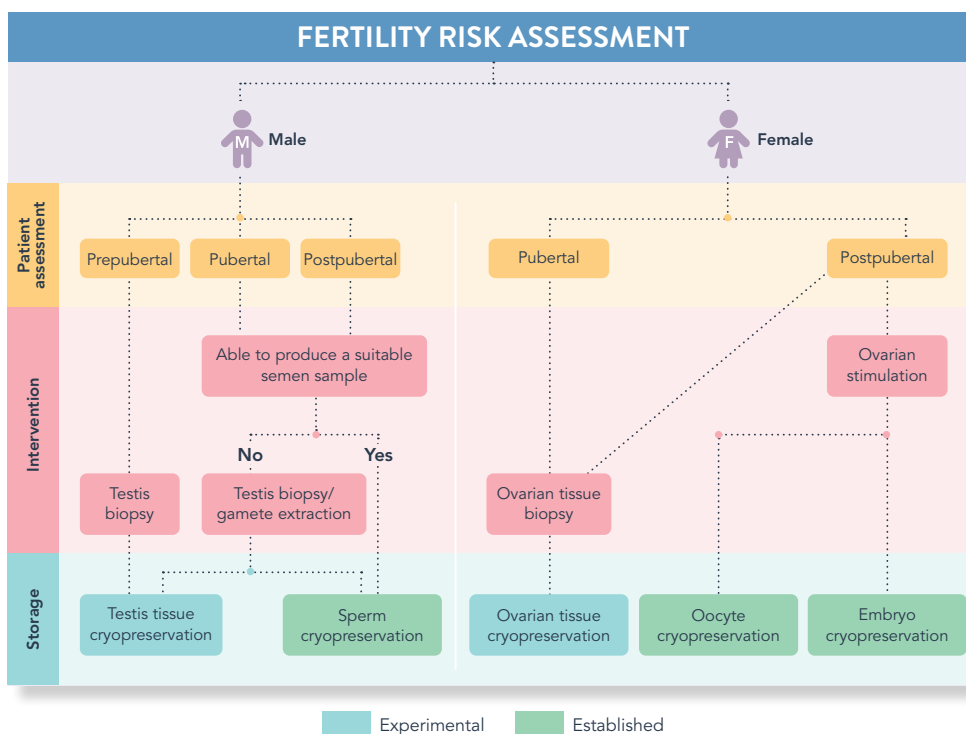 FERTILITY RISK ASSESSMENT
M
Male
F
Female
Patient
assessment
Prepubertal
Pubertal
Postpubertal
Pubertal
Postpubertal
Intervention
Able to produce a suitable
semen sample
Ovarian
stimulation
No
Yes
Testis
biopsy
Testis biopsy/
gamete extraction
Ovarian tissue
biopsy
Storage
Testis tissue
cryopreservation
Sperm
cryopreservation
Ovarian tissue
cryopreservation
Oocyte
cryopreservation
Embryo
cryopreservation
Experimental
Established